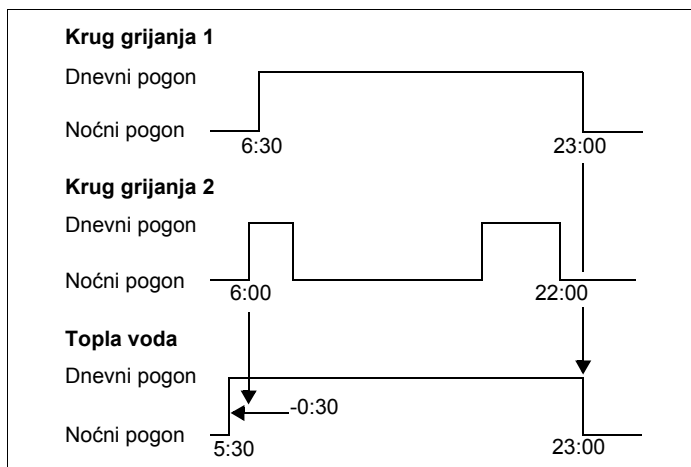 Krug grijanja 1
Dnevni pogon
Noćni pogon
6:30 23:00
Krug grijanja 2
Dnevni pogon
Noćni pogon
6:00 22:00
Topla voda
Dnevni pogon
-0:30
Noćni pogon
5:30 23:00